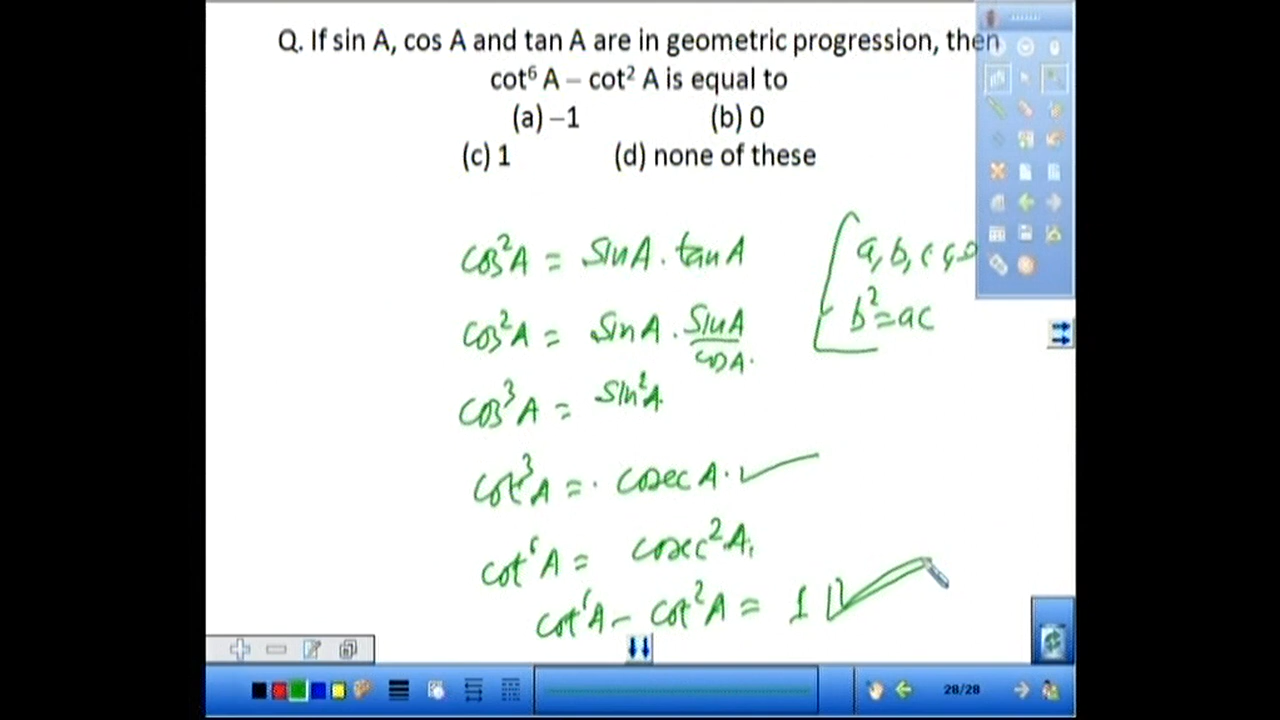 Q. If sin A, cos A and tan A are in geometric progression, then
cot⁶ A – cot² A is equal to
(a) –1 (b) 0
(c) 1 (d) none of these
cos²A = sinA . tanA
a, b, c G.P
cos²A = sinA . sinA/cosA.
b² = ac
cos³A = sin²A.
cot³A = . cosecA .
cot⁶A = cosec²A.
cot⁶A – cot²A = 1
28/28